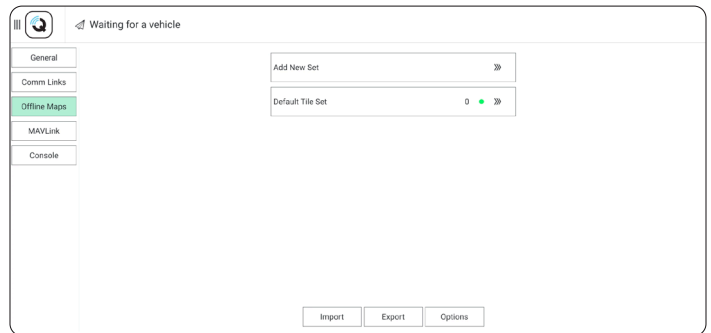 Waiting for a vehicle
General
Comm Links
Offline Maps
MAVLink
Console
Add New Set
Default Tile Set 0
Import Export Options